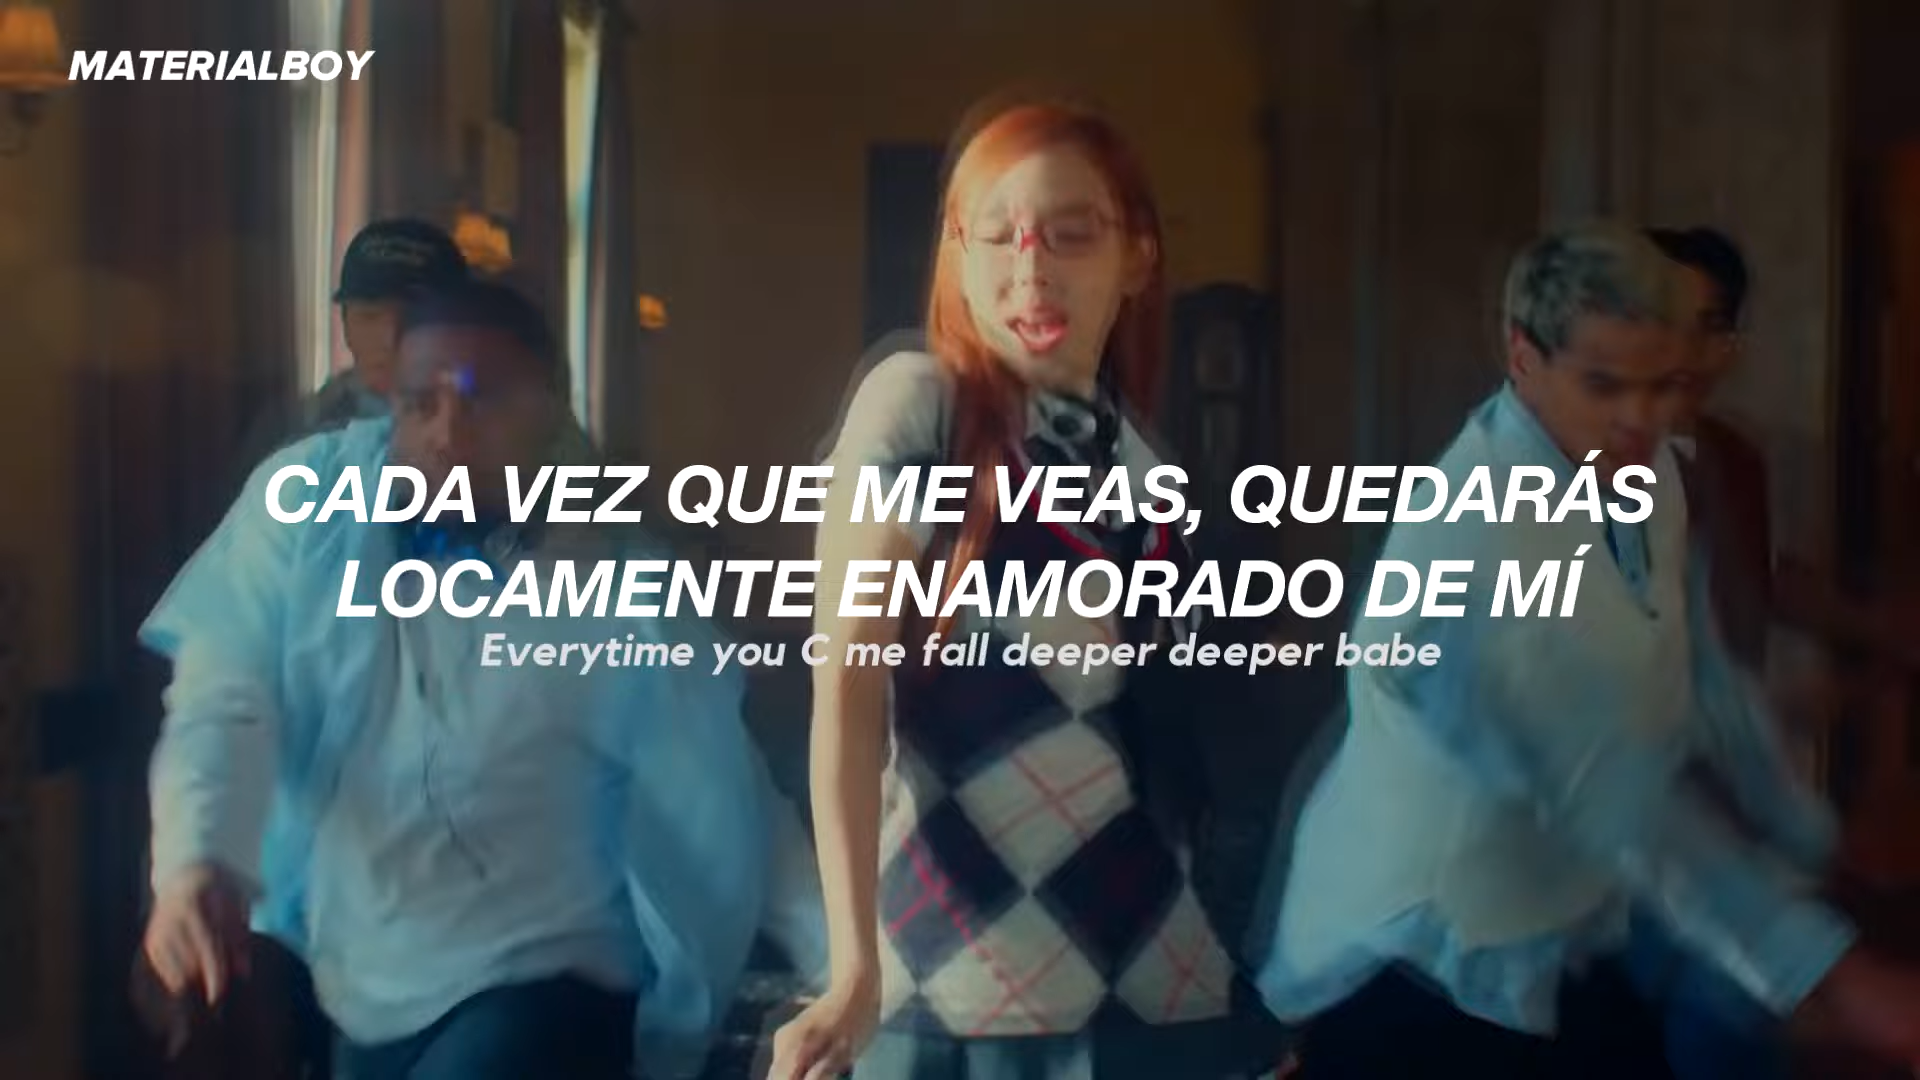 MATERIALBOY
CADA VEZ QUE ME VEAS, QUEDARÁS
LOCAMENTE ENAMORADO DE MÍ
Everytime you C me fall deeper deeper babe